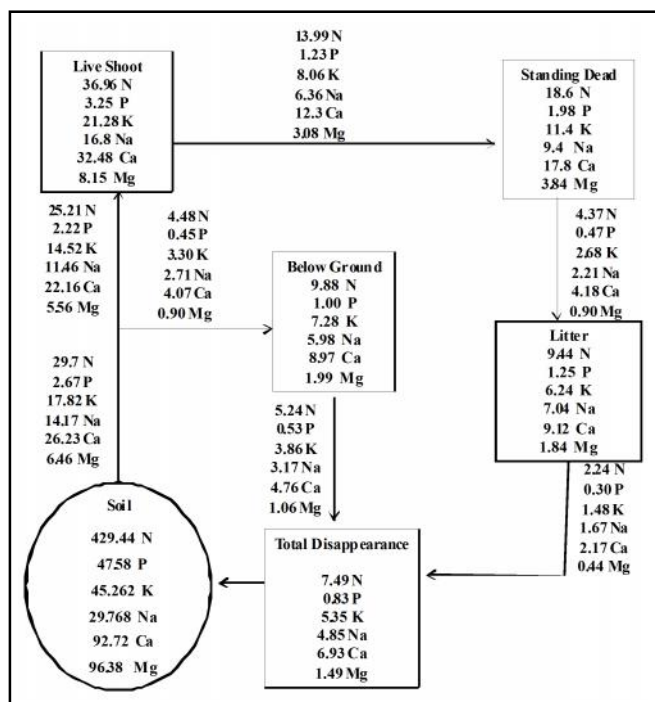 13.99 N
1.23 P
8.06 K
6.36 Na
12.3 Ca
3.08 Mg
Live Shoot
36.96 N
3.25 P
21.28 K
16.8 Na
32.48 Ca
8.15 Mg
Standing Dead
18.6 N
1.98 P
11.4 K
9.4 Na
17.8 Ca
3.84 Mg
25.21 N
2.22 P
14.52 K
11.46 Na
22.16 Ca
5.56 Mg
4.48 N
0.45 P
3.30 K
2.71 Na
4.07 Ca
0.90 Mg
Below Ground
9.88 N
1.00 P
7.28 K
5.98 Na
8.97 Ca
1.99 Mg
4.37 N
0.47 P
2.68 K
2.21 Na
4.18 Ca
0.90 Mg
Litter
9.44 N
1.25 P
6.24 K
7.04 Na
9.12 Ca
1.84 Mg
29.7 N
2.67 P
17.82 K
14.17 Na
26.23 Ca
6.46 Mg
5.24 N
0.53 P
3.86 K
3.17 Na
4.76 Ca
1.06 Mg
2.24 N
0.30 P
1.48 K
1.67 Na
2.17 Ca
0.44 Mg
Soil
429.44 N
47.58 P
45.262 K
29.768 Na
92.72 Ca
96.38 Mg
Total Disappearance
7.49 N
0.83 P
5.35 K
4.85 Na
6.93 Ca
1.49 Mg